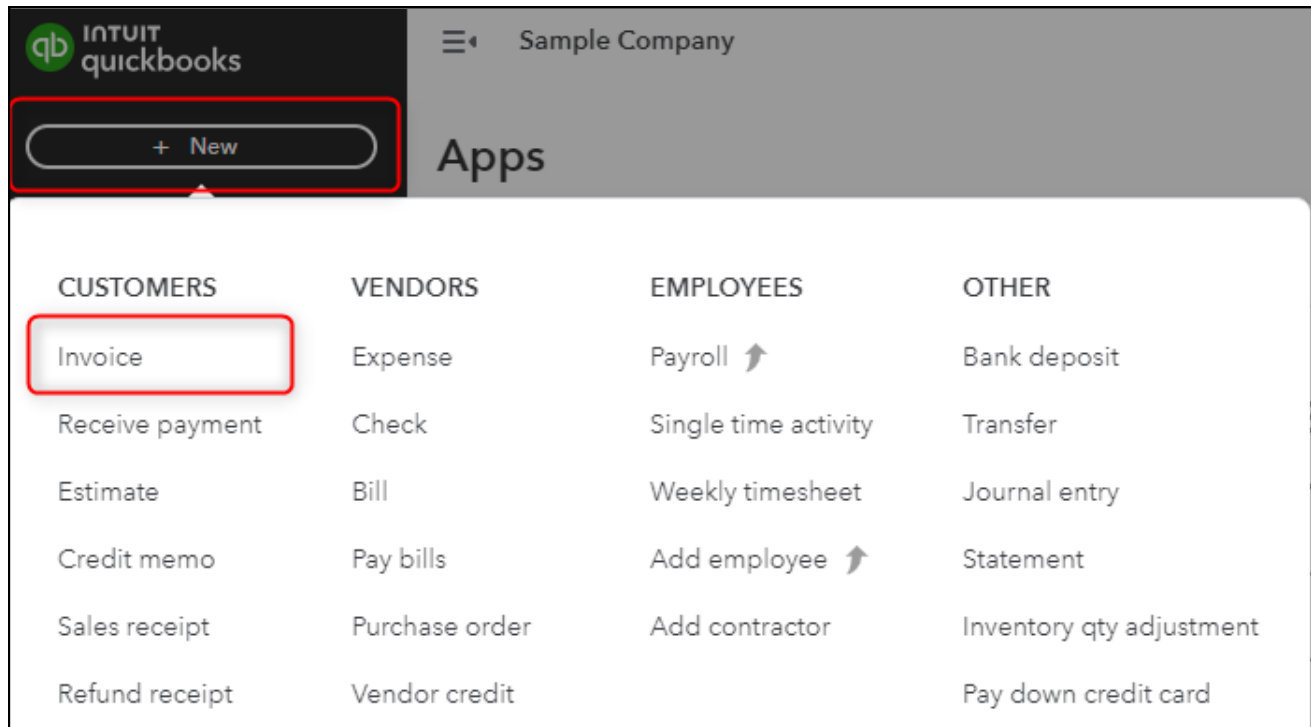 INTUIT
quickbooks
Sample Company
+ New
Apps
CUSTOMERS VENDORS EMPLOYEES OTHER
Invoice Expense Payroll Bank deposit
Receive payment Check Single time activity Transfer
Estimate Bill Weekly timesheet Journal entry
Credit memo Pay bills Add employee Statement
Sales receipt Purchase order Add contractor Inventory qty adjustment
Refund receipt Vendor credit Pay down credit card